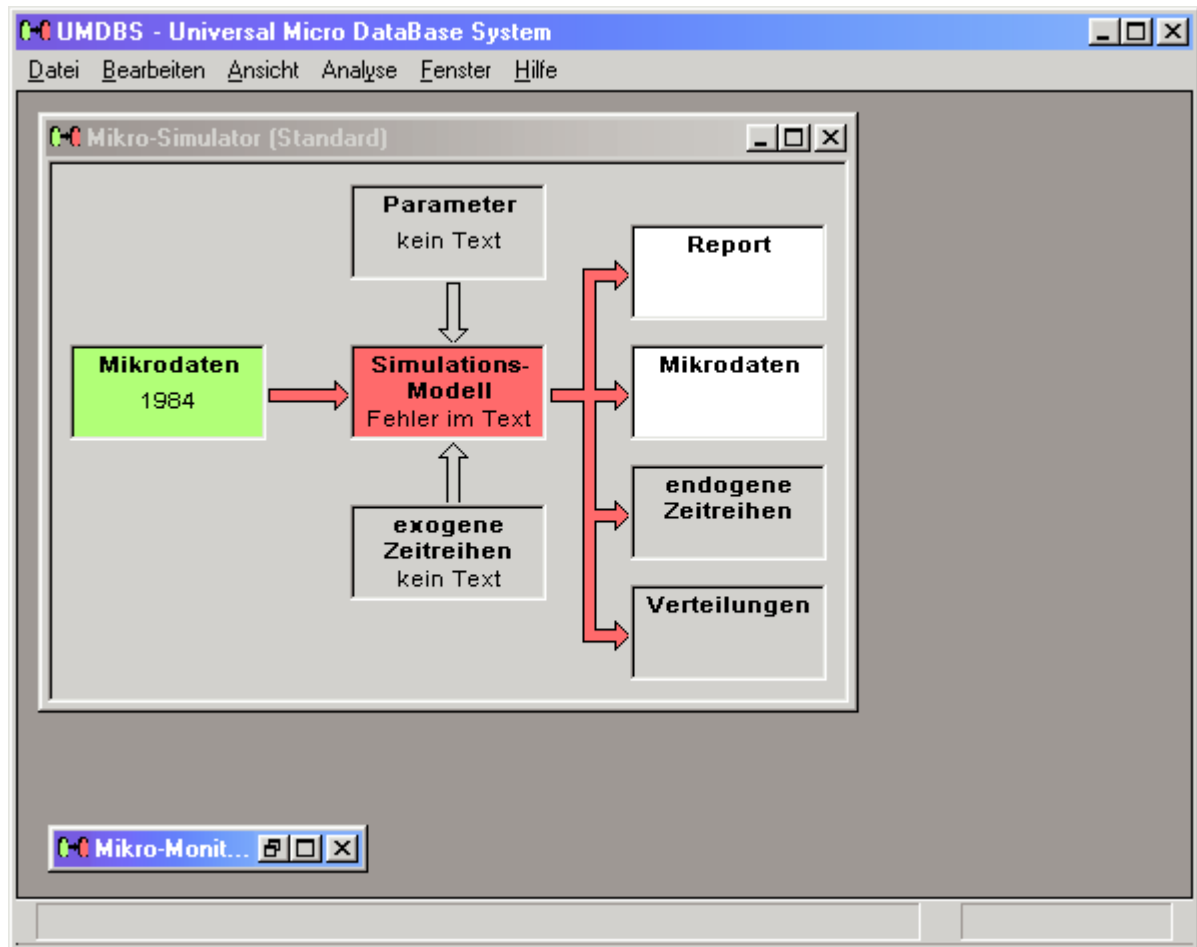 UMDBS - Universal Micro DataBase System
Datei Bearbeiten Ansicht Analyse Fenster Hilfe
Mikro-Simulator (Standard)
Parameter
kein Text
Mikrodaten
1984
Simulations-
Modell
Fehler im Text
exogene
Zeitreihen
kein Text
Report
Mikrodaten
endogene
Zeitreihen
Verteilungen
Mikro-Monit...